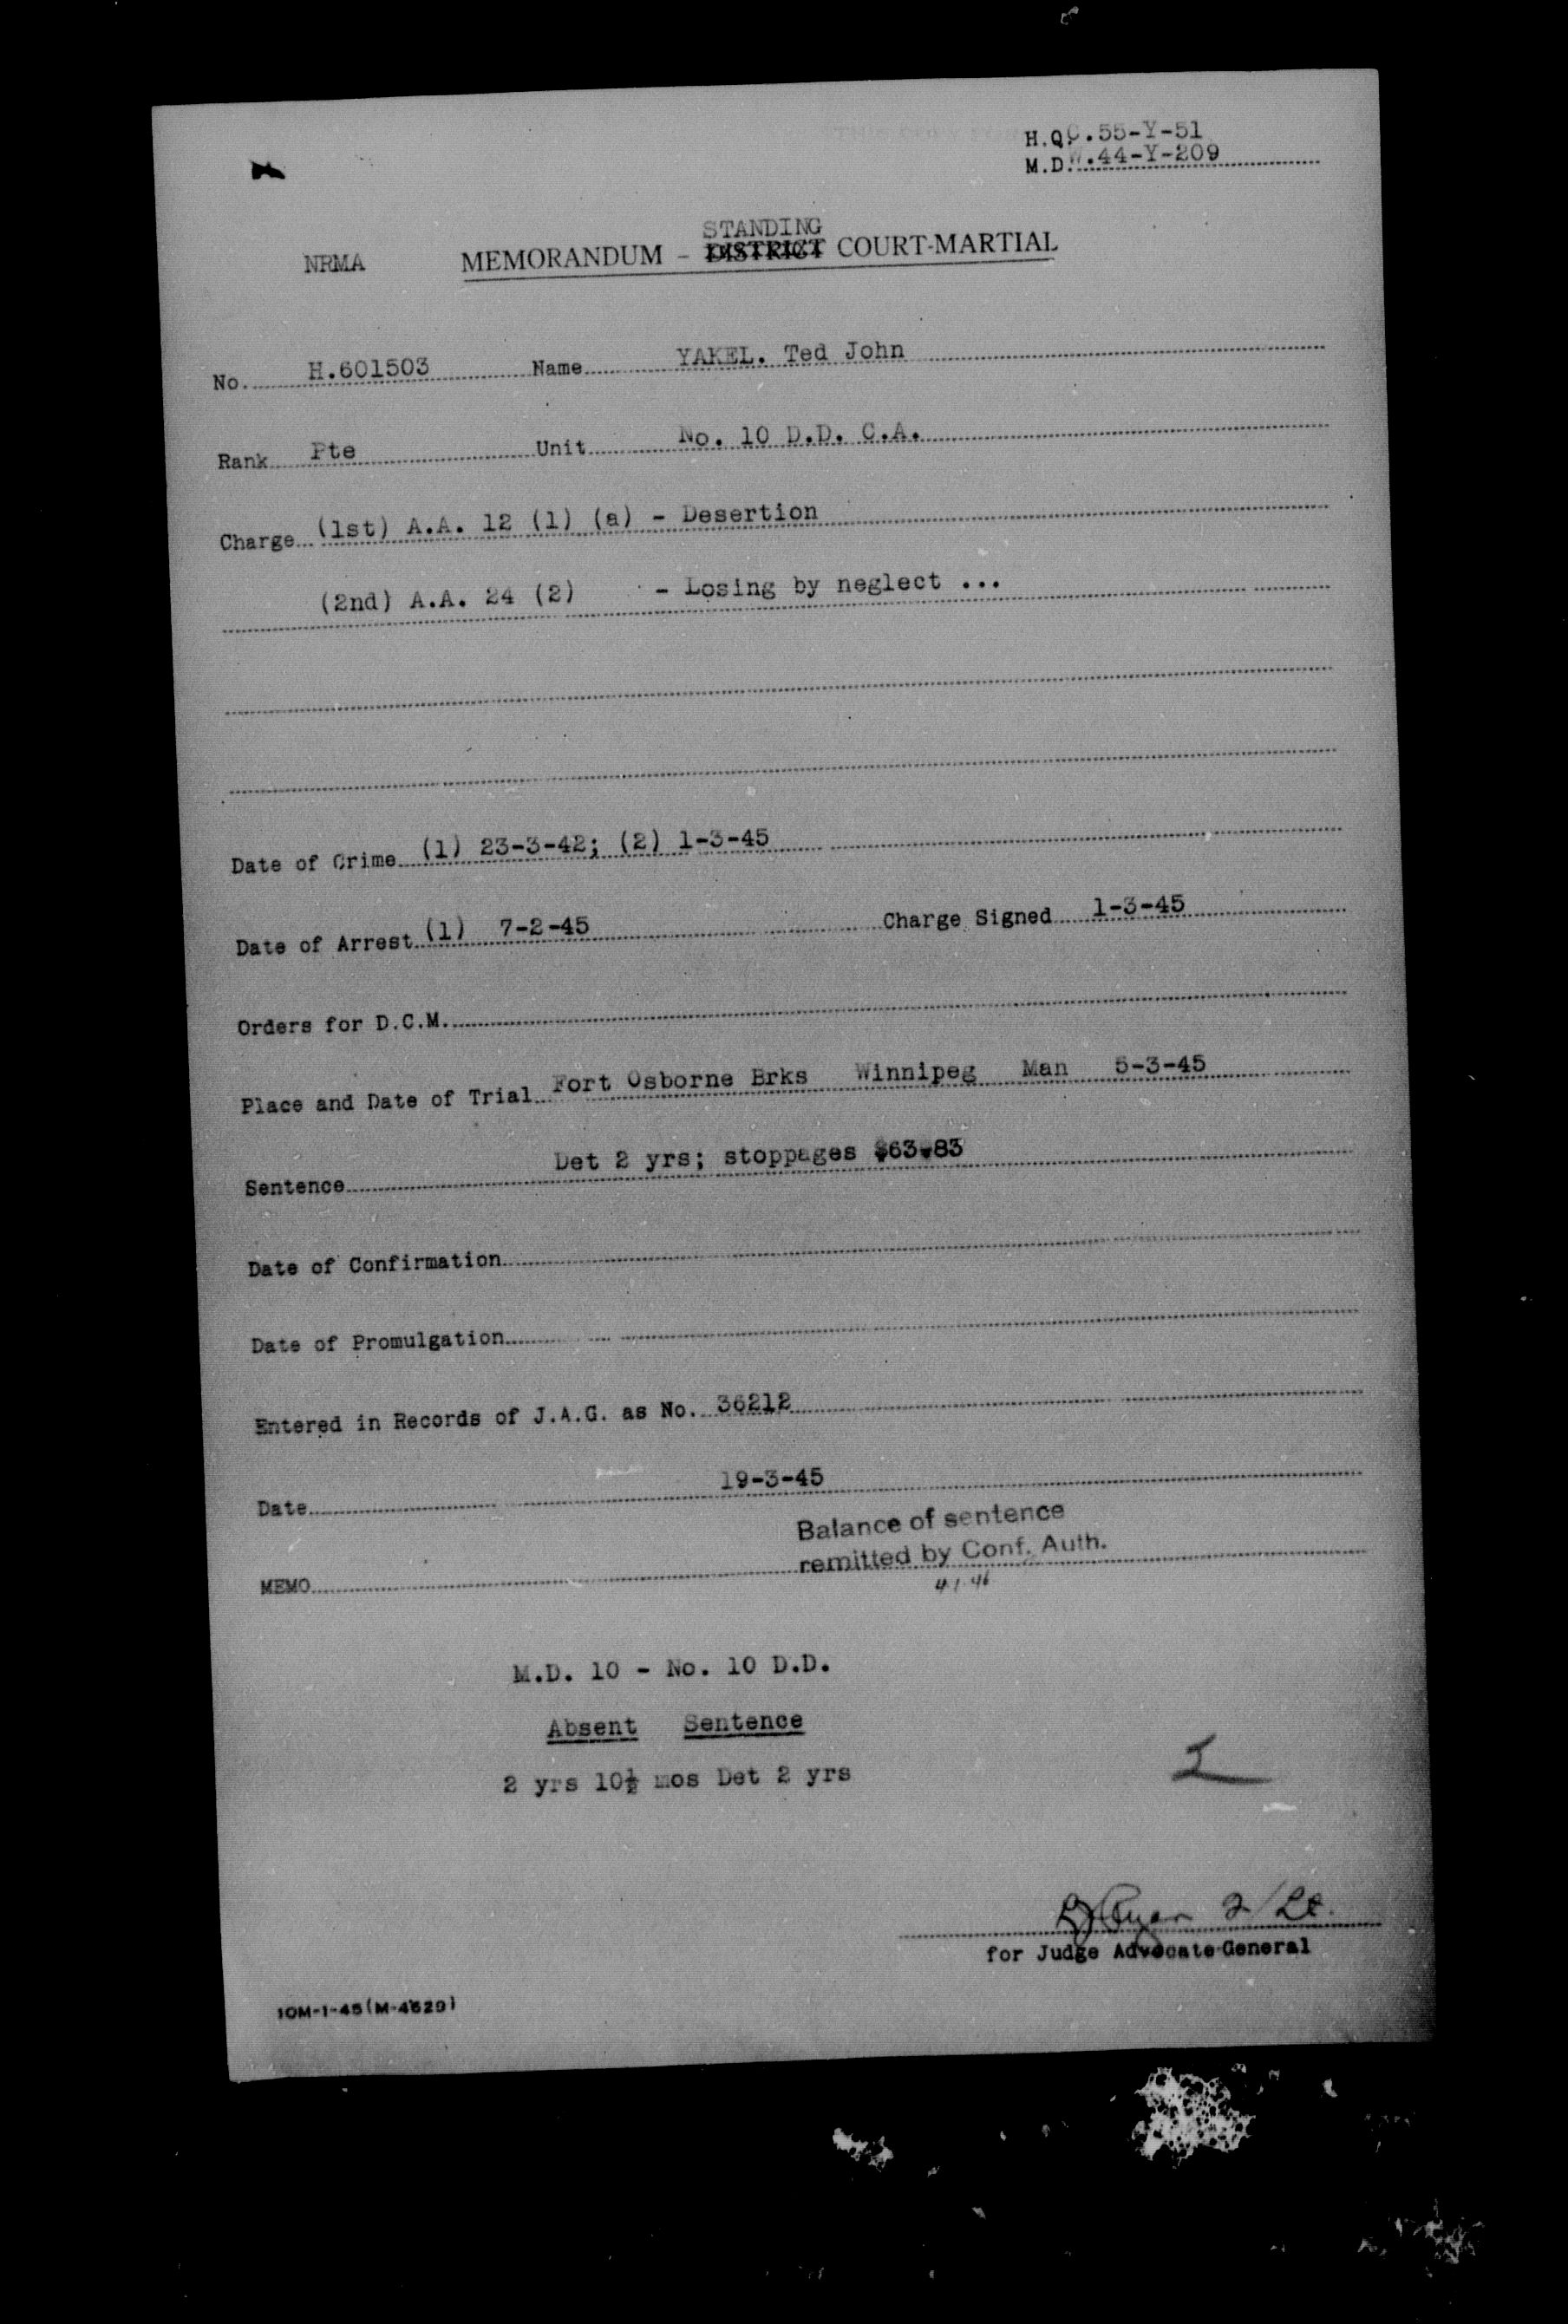 H.Q.C.55-Y-51
M.D.W.44-Y-209
STANDING
NRMA MEMORANDUM - DISTRICT COURT-MARTIAL
No. H.601503 Name YAKEL. Ted John
Rank Pte Unit No. 10 D.D. C.A.
Charge (1st) A.A. 12 (1) (a) - Desertion
(2nd) A.A. 24 (2) - Losing by neglect ...
Date of Crime (1) 23-3-42; (2) 1-3-45
Date of Arrest (1) 7-2-45 Charge Signed 1-3-45
Orders for D.C.M.
Place and Date of Trial Fort Osborne Brks Winnipeg Man 5-3-45
Sentence Det 2 yrs; stoppages $63.83
Date of Confirmation
Date of Promulgation
Entered in Records of J.A.G. as No. 36212
Date 19-3-45
Balance of sentence
MEMO remitted by Conf. Auth.
4-1-46
M.D. 10 - No. 10 D.D.
Absent Sentence
2 yrs 10½ mos Det 2 yrs
2/Lt.
for Judge Advocate General
10M-1-45 (M-4629)